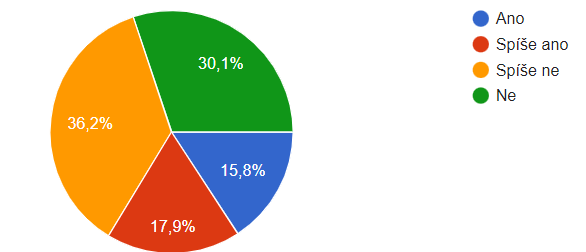 Ano
Spíše ano
Spíše ne
Ne
30,1%
36,2%
15,8%
17,9%